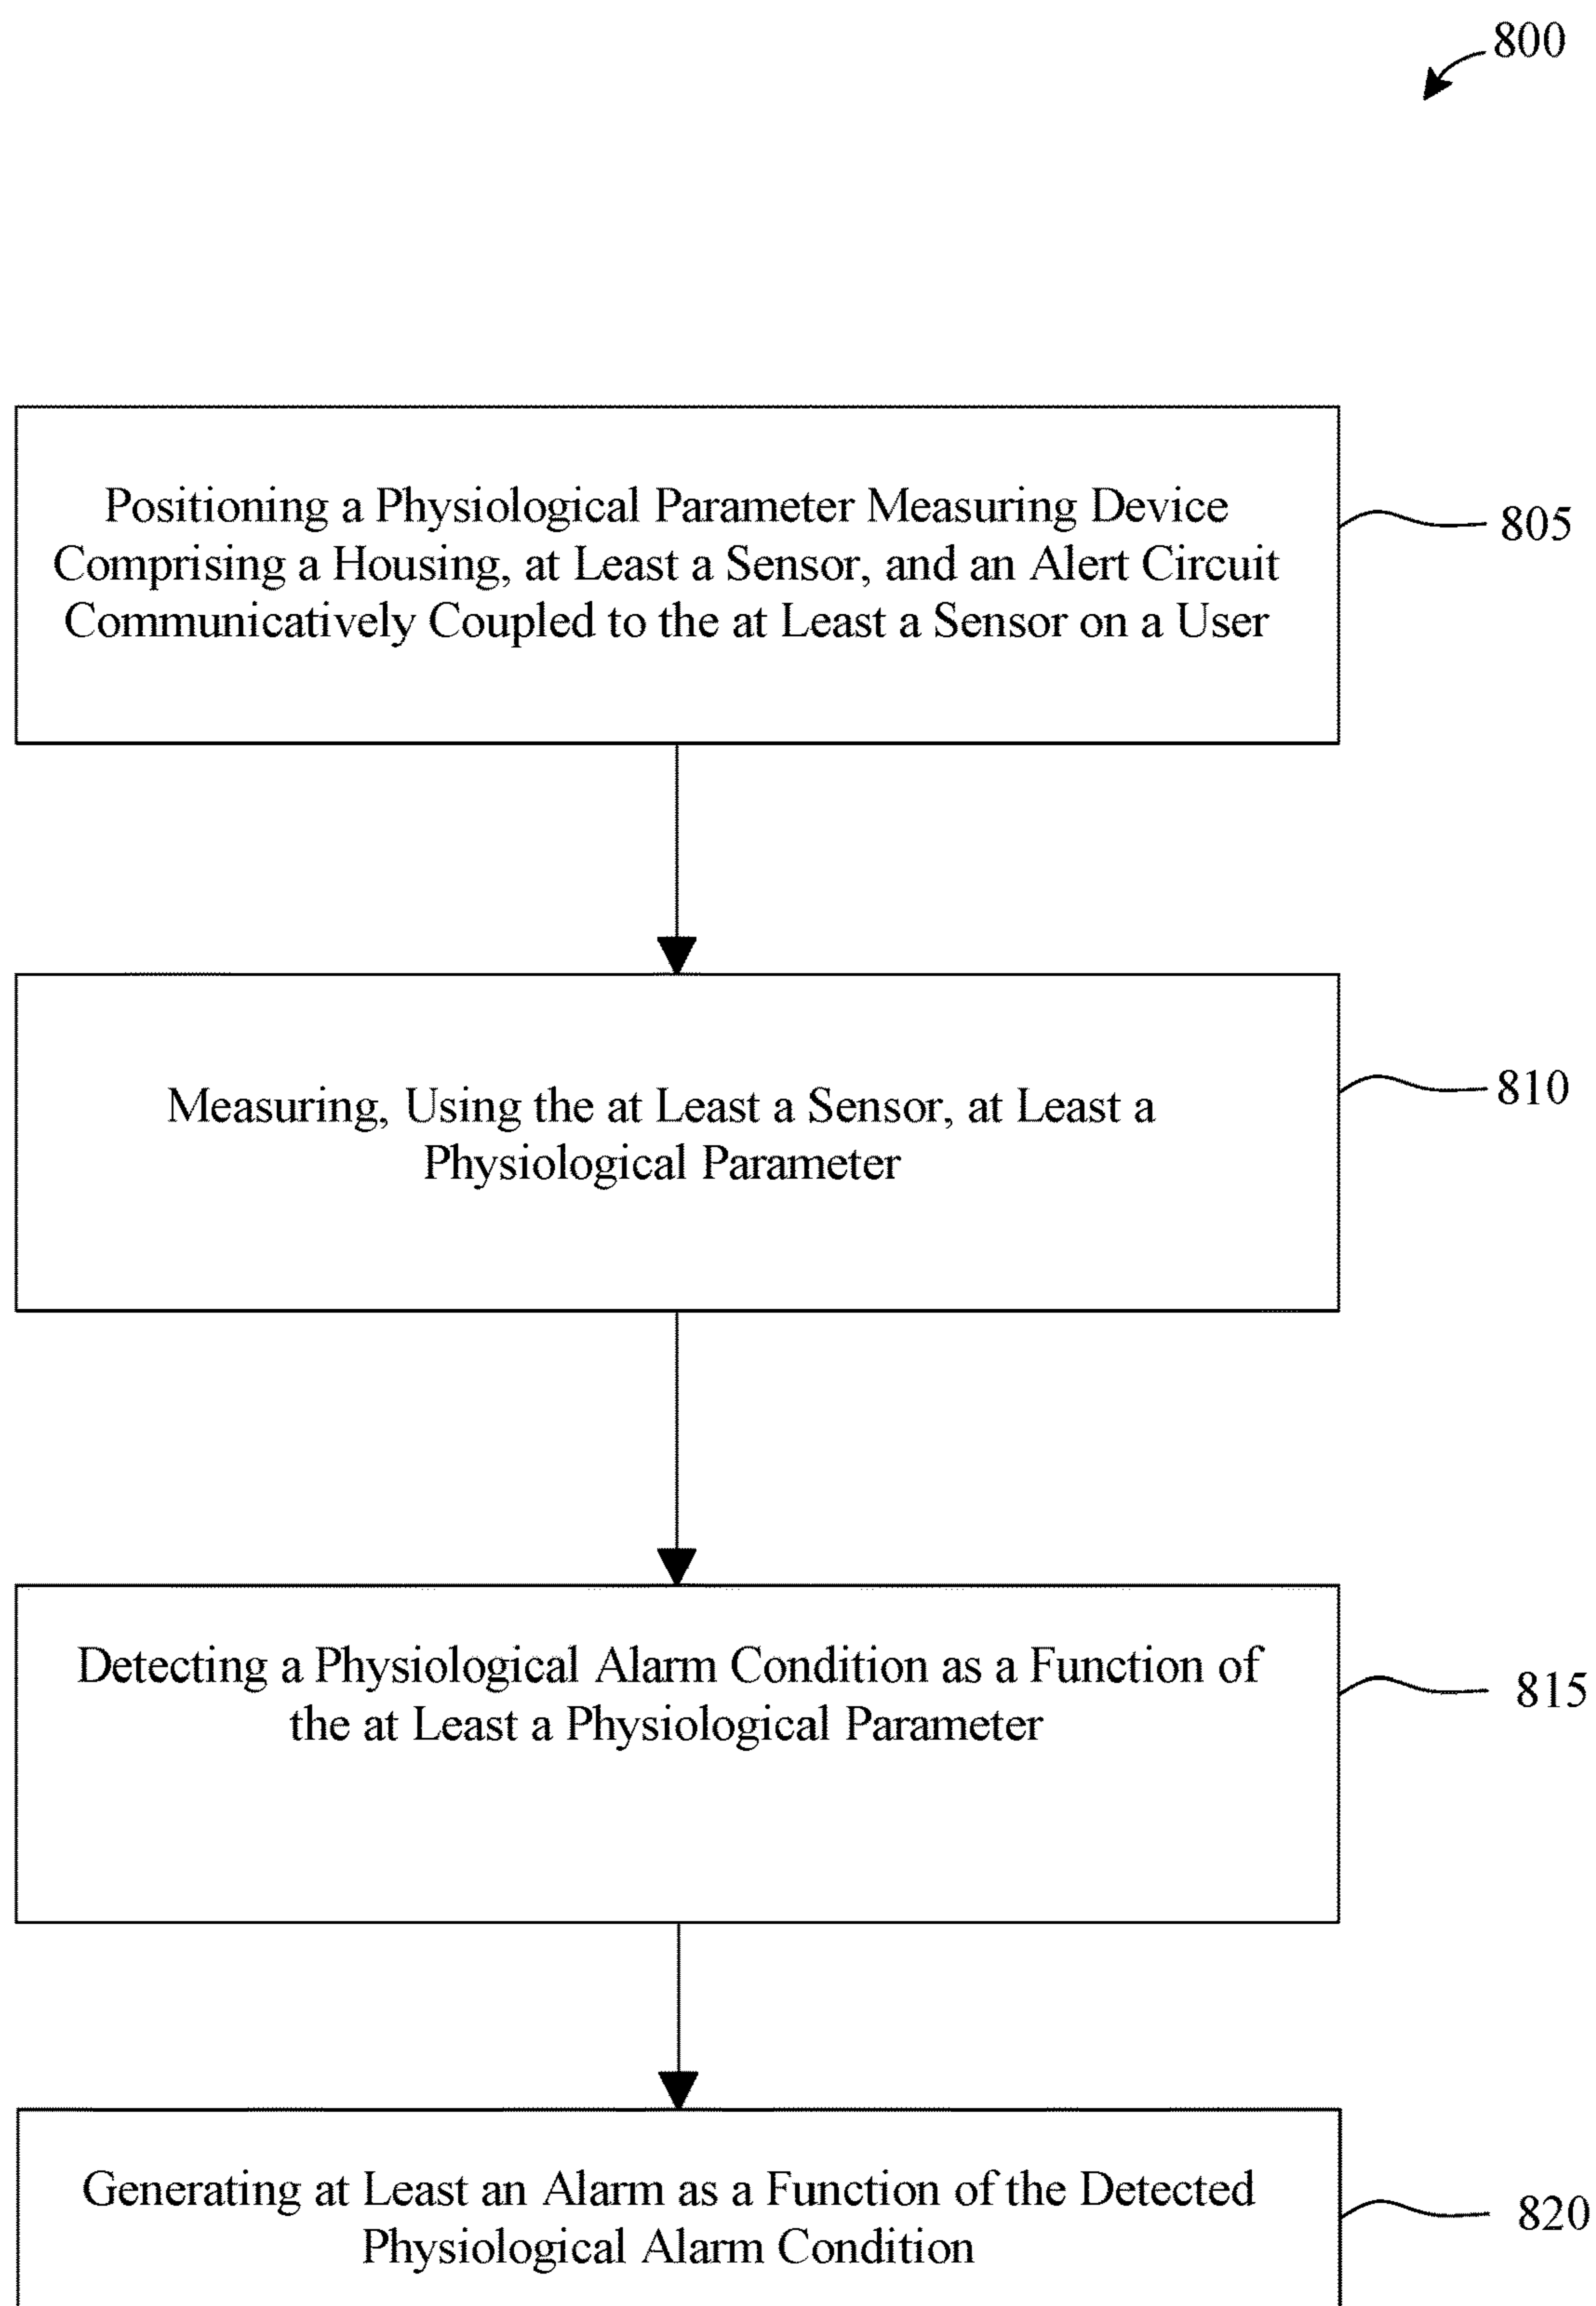 800
Positioning a Physiological Parameter Measuring Device
Comprising a Housing, at Least a Sensor, and an Alert Circuit
Communicatively Coupled to the at Least a Sensor on a User
805
Measuring, Using the at Least a Sensor, at Least a
Physiological Parameter
810
Detecting a Physiological Alarm Condition as a Function of
the at Least a Physiological Parameter
815
Generating at Least an Alarm as a Function of the Detected
Physiological Alarm Condition
820